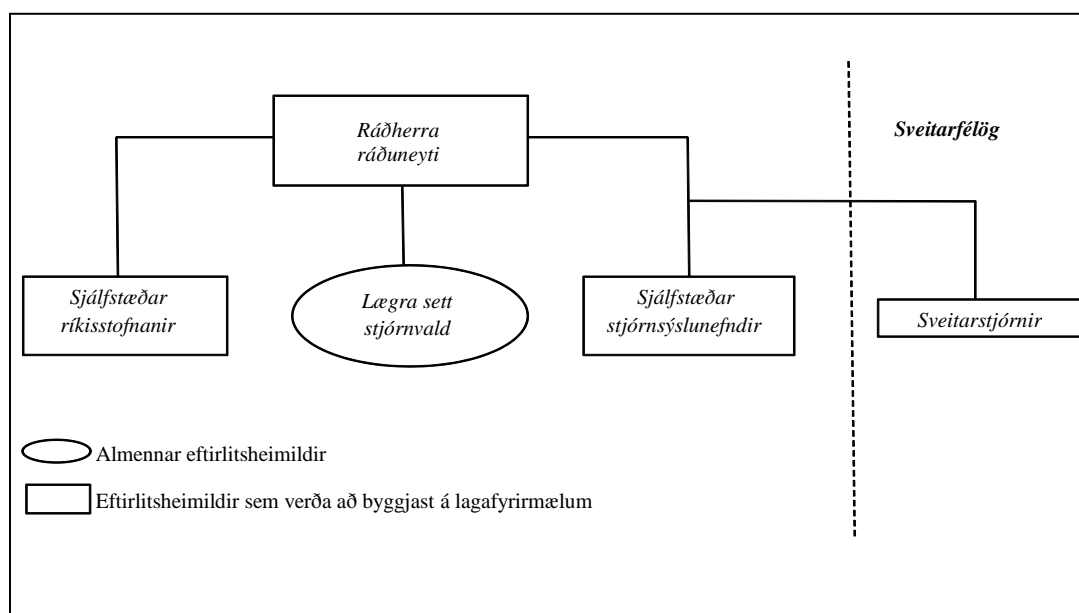 Ráðherra
ráðuneyti
Sveitarfélög
Sjálfstæðar
ríkisstofnanir
Lægra sett
stjórnvald
Sjálfstæðar
stjórnsýslunefndir
Sveitarstjórnir
Almennar eftirlitsheimildir
Eftirlitsheimildir sem verða að byggjast á lagafyrirmælum